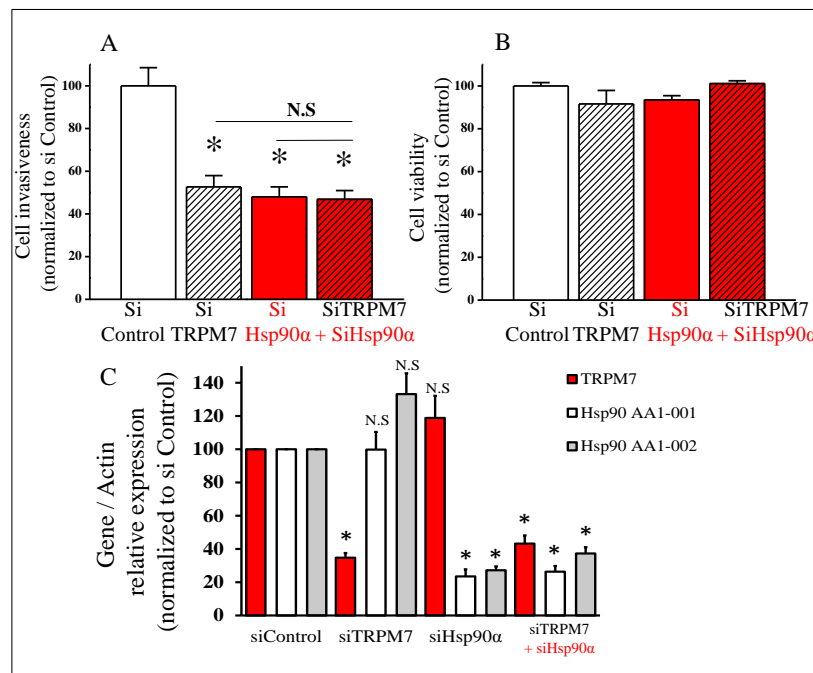 A
Cell invasiveness
(normalized to si Control)
100
80
60
40
20
0
N.S
* * *
Si Si Si SiTRPM7
Control TRPM7 Hsp90α + SiHsp90α
B
Cell viability
(normalized to si Control)
100
80
60
40
20
0
Si Si Si SiTRPM7
Control TRPM7 Hsp90α + SiHsp90α
C
Gene / Actin
relative expression
(normalized to si Control)
140
120
100
80
60
40
20
0
N.S N.S N.S
* * * * * *
siControl siTRPM7 siHsp90α siTRPM7
+ siHsp90α
TRPM7
Hsp90 AA1-001
Hsp90 AA1-002